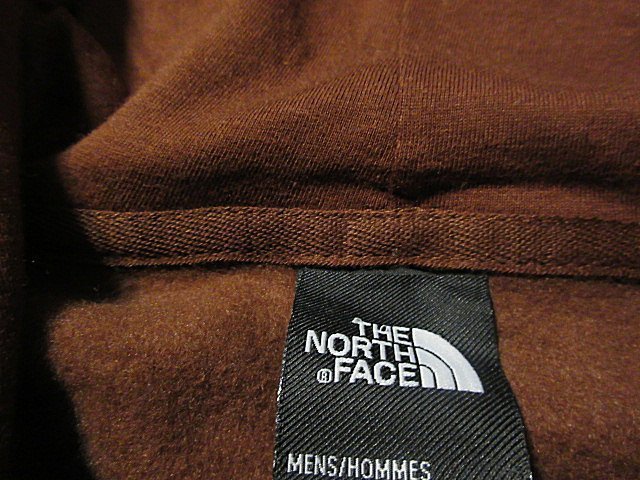 THE
NORTH
® FACE
MENS/HOMMES